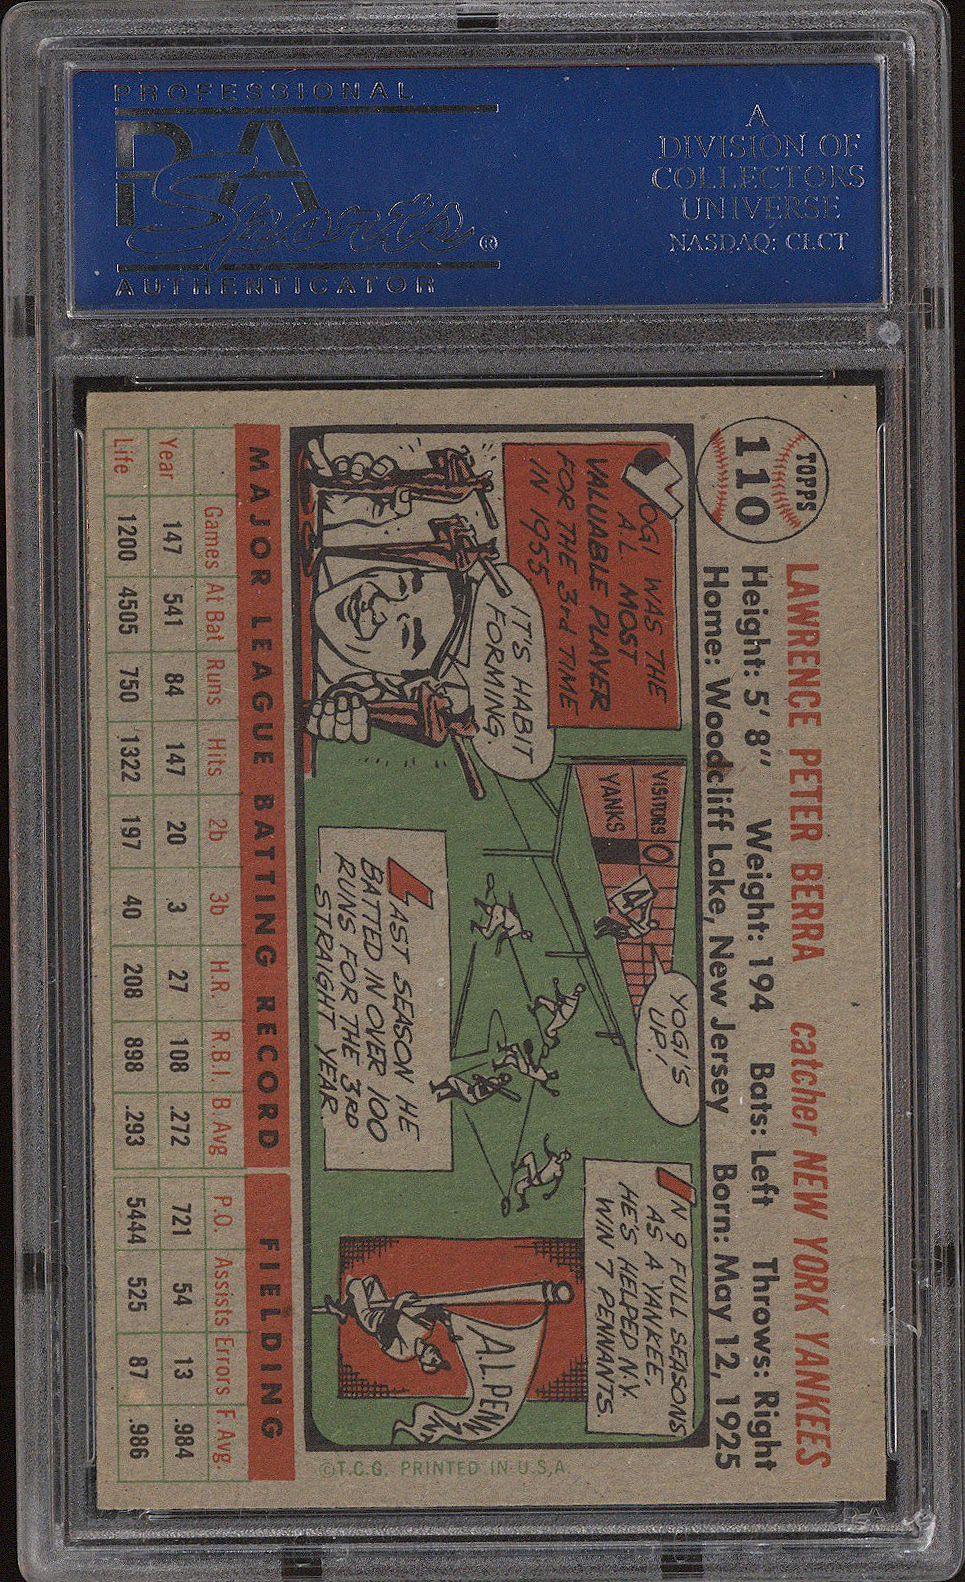 PROFESSIONAL
PSA
Sports®
AUTHENTICATOR
A
DIVISION OF
COLLECTORS
UNIVERSE
NASDAQ: CLCT
TOPPS
110
LAWRENCE PETER BERRA catcher NEW YORK YANKEES
Height: 5' 8" Weight: 194 Bats: Left Throws: Right
Home: Woodcliff Lake, New Jersey Born: May 12, 1925
YOGI WAS THE
A.L. MOST
VALUABLE PLAYER
FOR THE 3rd TIME
IN 1955
IT'S HABIT
FORMING.
VISITORS 0
YANKS
YOGI'S
UP!
LAST SEASON HE
BATTED IN OVER 100
RUNS FOR THE 3RD
STRAIGHT YEAR.
IN 9 FULL SEASONS
AS A YANKEE,
HE'S HELPED N.Y.
WIN 7 PENNANTS.
A.L. PENN
MAJOR LEAGUE BATTING RECORD FIELDING
Games At Bat Runs Hits 2b 3b H.R. R.B.I. B. Avg P.O. Assists Errors F. Avg.
Year 147 541 84 147 20 3 27 108 .272 721 54 13 .984
Life 1200 4505 750 1322 197 40 208 898 .293 5444 525 87 .986
©T.C.G. PRINTED IN U.S.A.
PSA